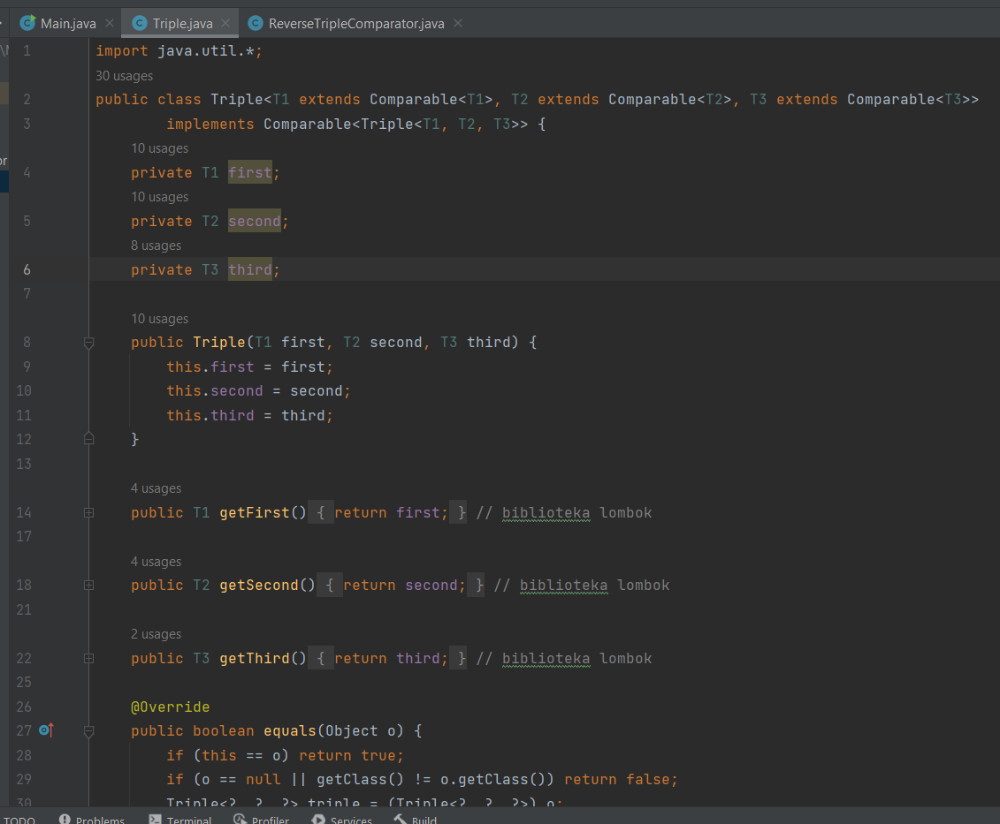 Main.java Triple.java ReverseTripleComparator.java
1 import java.util.*;
30 usages
2 public class Triple<T1 extends Comparable<T1>, T2 extends Comparable<T2>, T3 extends Comparable<T3>>
3 implements Comparable<Triple<T1, T2, T3>> {
10 usages
4 private T1 first;
10 usages
5 private T2 second;
8 usages
6 private T3 third;
7
10 usages
8 public Triple(T1 first, T2 second, T3 third) {
9 this.first = first;
10 this.second = second;
11 this.third = third;
12 }
13
4 usages
14 public T1 getFirst() { return first; } // biblioteka lombok
17
4 usages
18 public T2 getSecond() { return second; } // biblioteka lombok
21
2 usages
22 public T3 getThird() { return third; } // biblioteka lombok
25
26 @Override
27 public boolean equals(Object o) {
28 if (this == o) return true;
29 if (o == null || getClass() != o.getClass()) return false;
30 Triple<?, ?, ?> triple = (Triple<?, ?, ?>) o;
TODO Problems Terminal Profiler Services Build